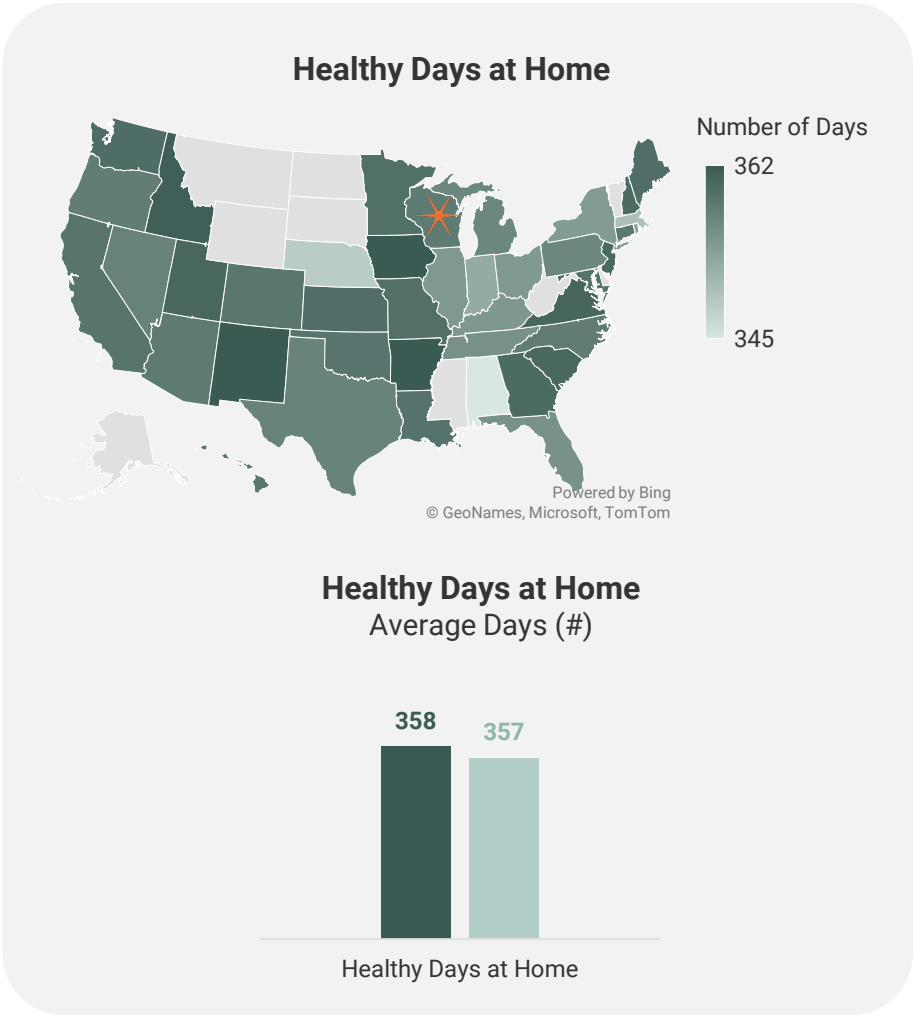 Healthy Days at Home
Number of Days
362
345
Powered by Bing
© GeoNames, Microsoft, TomTom
Healthy Days at Home
Average Days (#)
358
357
Healthy Days at Home